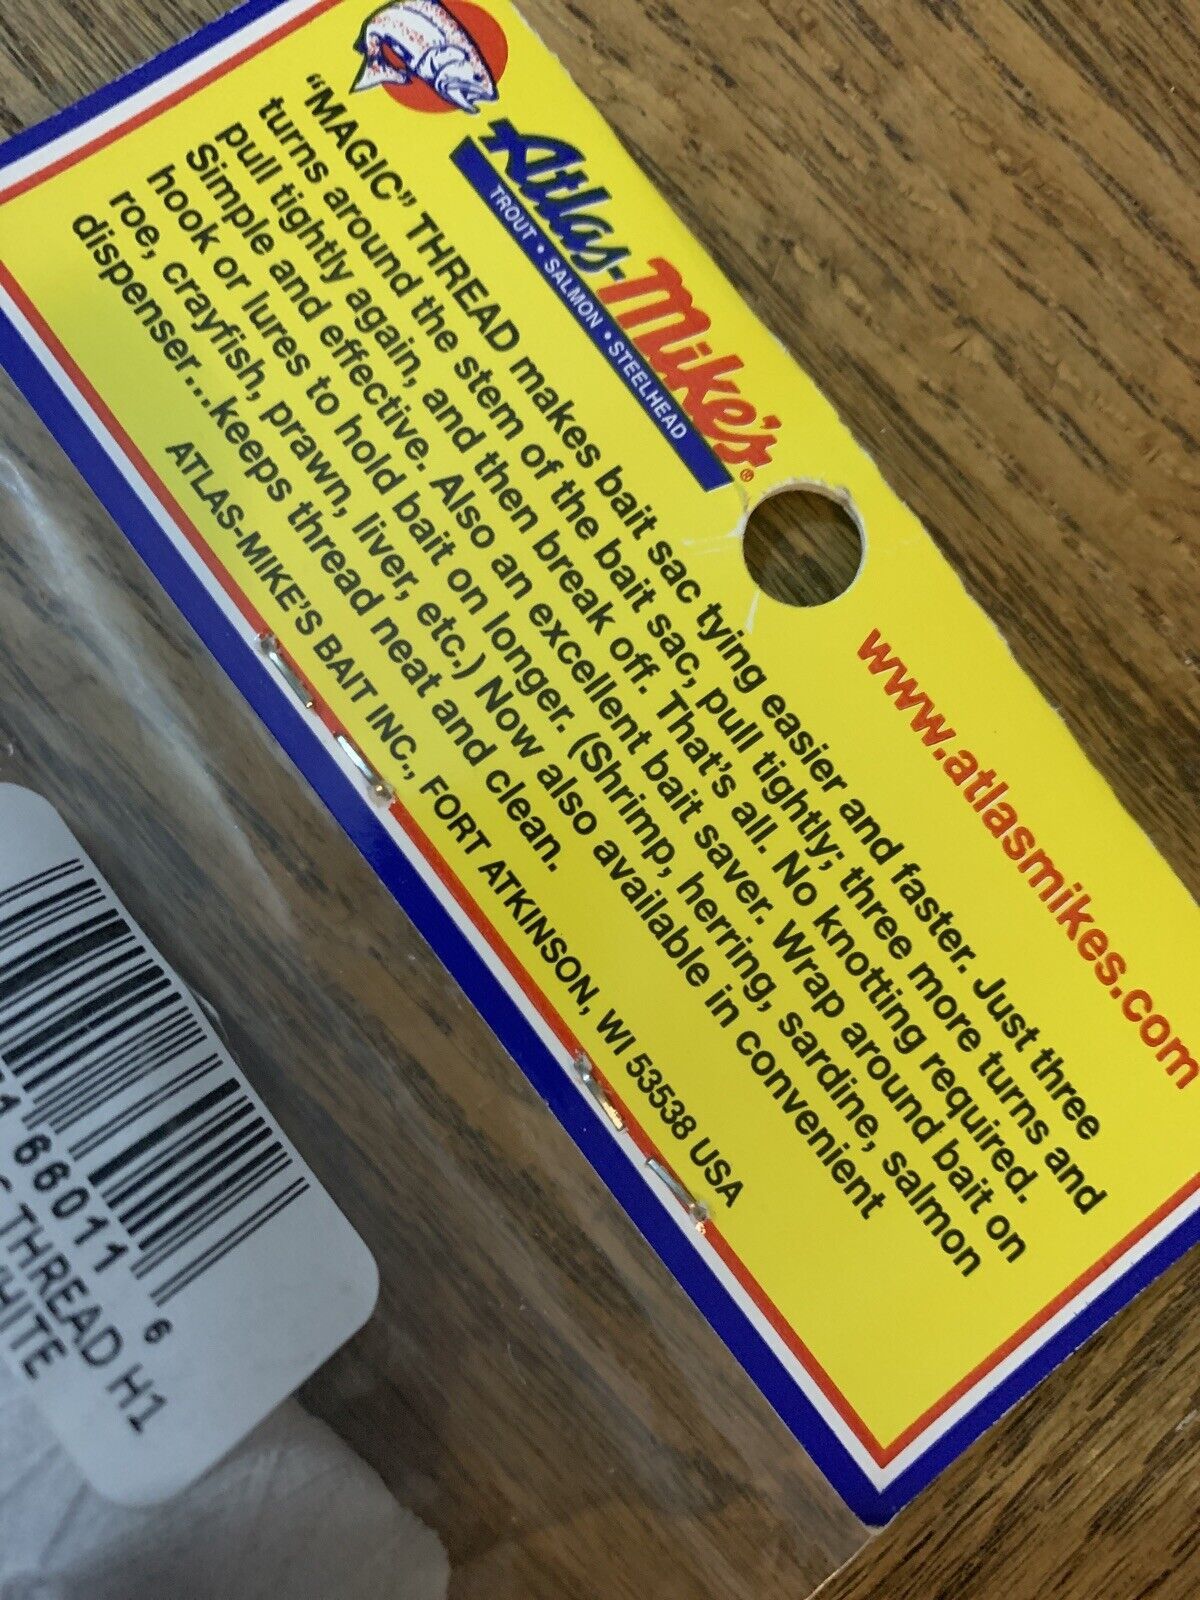 Atlas-Mike's®
TROUT • SALMON • STEELHEAD
www.atlasmikes.com
"MAGIC" THREAD makes bait sac tying easier and faster. Just three
turns around the stem of the bait sac, pull tightly; three more turns and
pull tightly again, and then break off. That's all. No knotting required.
Simple and effective. Also an excellent bait saver. Wrap around bait on
hook or lures to hold bait on longer. (Shrimp, herring, sardine, salmon
roe, crayfish, prawn, liver, etc.) Now also available in convenient
dispenser...keeps thread neat and clean.
ATLAS-MIKE'S BAIT INC., FORT ATKINSON, WI 53538 USA
66011 6
THREAD H1
HITE